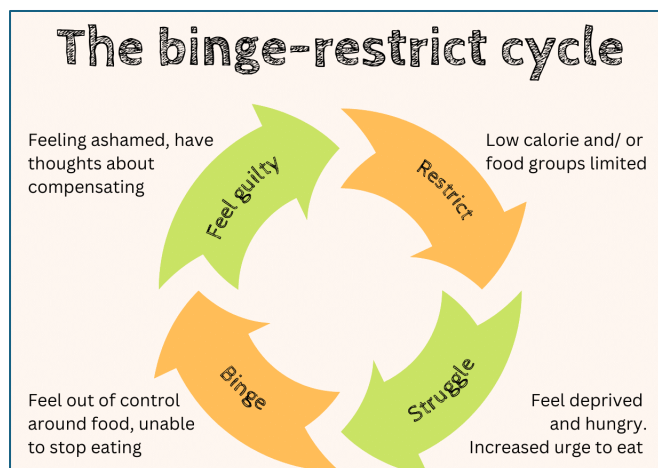 The binge-restrict cycle
Feeling ashamed, have
thoughts about
compensating
Feel guilty
Restrict
Low calorie and/ or
food groups limited
Feel out of control
around food, unable
to stop eating
Binge
Struggle
Feel deprived
and hungry.
Increased urge to eat